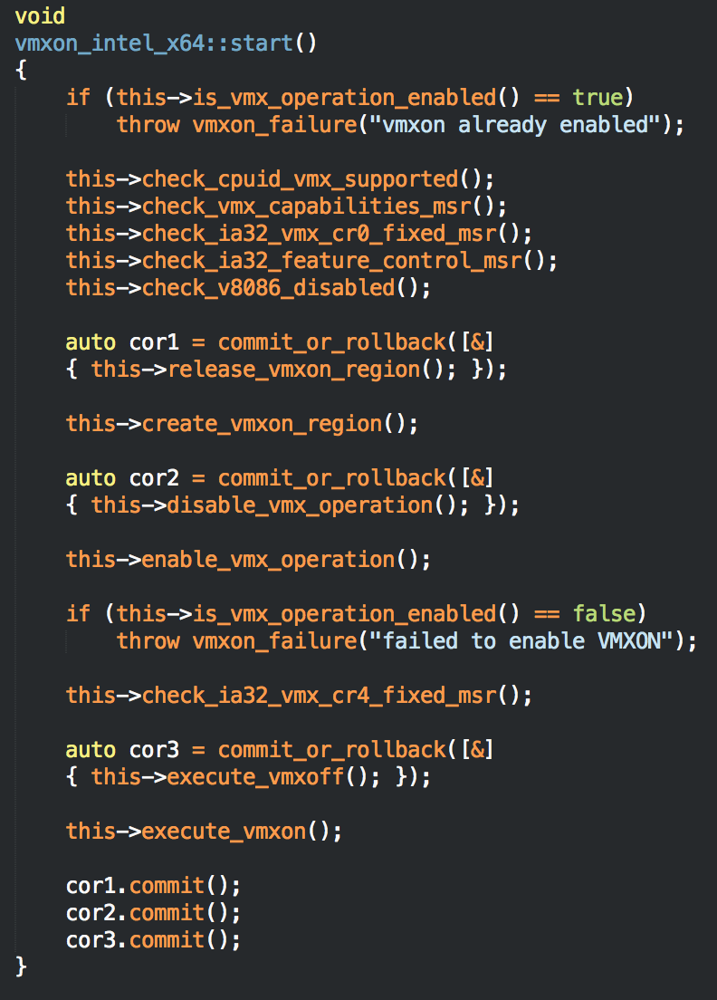 void
vmxon_intel_x64::start()
{
    if (this->is_vmx_operation_enabled() == true)
        throw vmxon_failure("vmxon already enabled");

    this->check_cpuid_vmx_supported();
    this->check_vmx_capabilities_msr();
    this->check_ia32_vmx_cr0_fixed_msr();
    this->check_ia32_feature_control_msr();
    this->check_v8086_disabled();

    auto cor1 = commit_or_rollback([&]
    { this->release_vmxon_region(); });

    this->create_vmxon_region();

    auto cor2 = commit_or_rollback([&]
    { this->disable_vmx_operation(); });

    this->enable_vmx_operation();

    if (this->is_vmx_operation_enabled() == false)
        throw vmxon_failure("failed to enable VMXON");

    this->check_ia32_vmx_cr4_fixed_msr();

    auto cor3 = commit_or_rollback([&]
    { this->execute_vmxoff(); });

    this->execute_vmxon();

    cor1.commit();
    cor2.commit();
    cor3.commit();
}